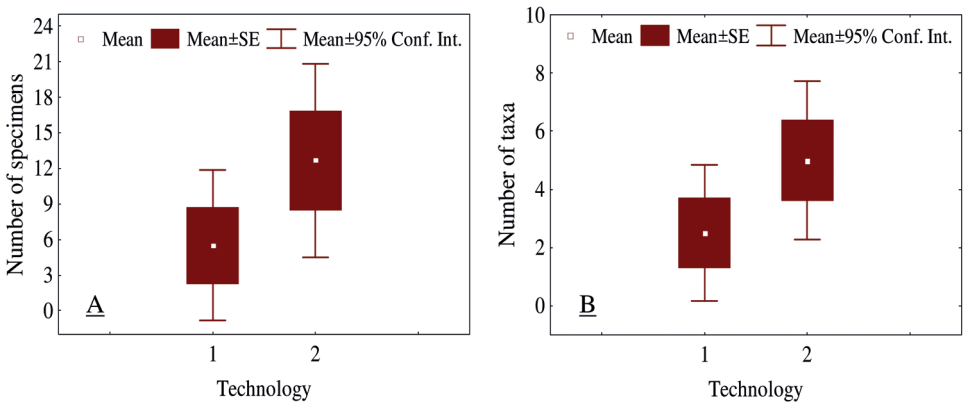 Number of specimens
24
21
18
15
12
9
6
3
0
Mean Mean±SE Mean±95% Conf. Int.
A
1 2
Technology
Number of taxa
10
8
6
4
2
0
Mean Mean±SE Mean±95% Conf. Int.
B
1 2
Technology